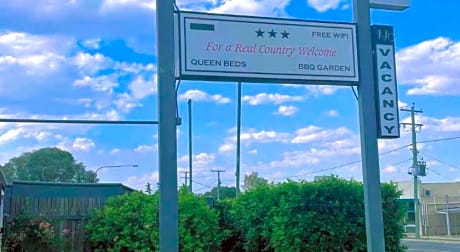 ★★★
FREE WIFI
For a Real Country Welcome
QUEEN BEDS
BBQ GARDEN
No
VACANCY